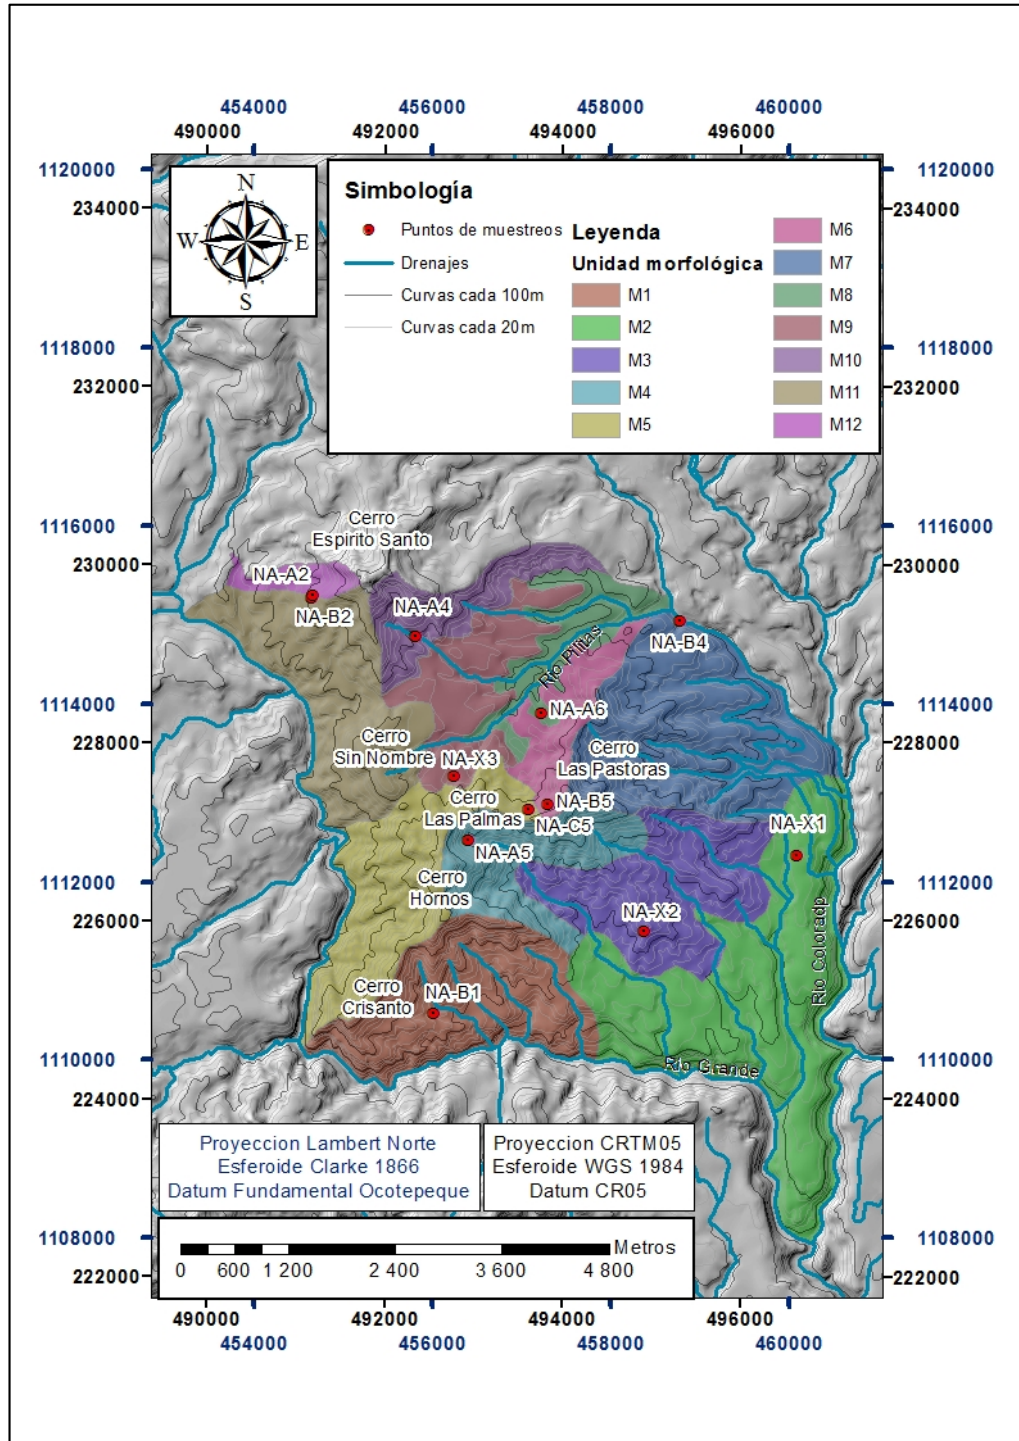 454000 456000 458000 460000
490000 492000 494000 496000
1120000 1120000
234000 234000
N
W E
S
Simbología
Puntos de muestreos
Drenajes
Curvas cada 100m
Curvas cada 20m
Leyenda
Unidad morfológica
M1
M2
M3
M4
M5
M6
M7
M8
M9
M10
M11
M12
1118000 1118000
232000 232000
1116000 1116000
230000 230000
Cerro
Espirito Santo
NA-A2
NA-B2
NA-A4
NA-B4
Río Pilitas
NA-A6
1114000 1114000
228000 228000
Cerro
Sin Nombre
NA-X3
Cerro
Las Pastoras
Cerro
Las Palmas
NA-B5
NA-C5
NA-X1
NA-A5
1112000 1112000
226000 226000
Cerro
Hornos
NA-X2
Río Colorado
Cerro
Crisanto
NA-B1
1110000 1110000
Río Grande
224000 224000
Proyeccion Lambert Norte
Esferoide Clarke 1866
Datum Fundamental Ocotepeque
Proyeccion CRTM05
Esferoide WGS 1984
Datum CR05
1108000 1108000
222000 222000
Metros
0 600 1 200 2 400 3 600 4 800
490000 492000 494000 496000
454000 456000 458000 460000